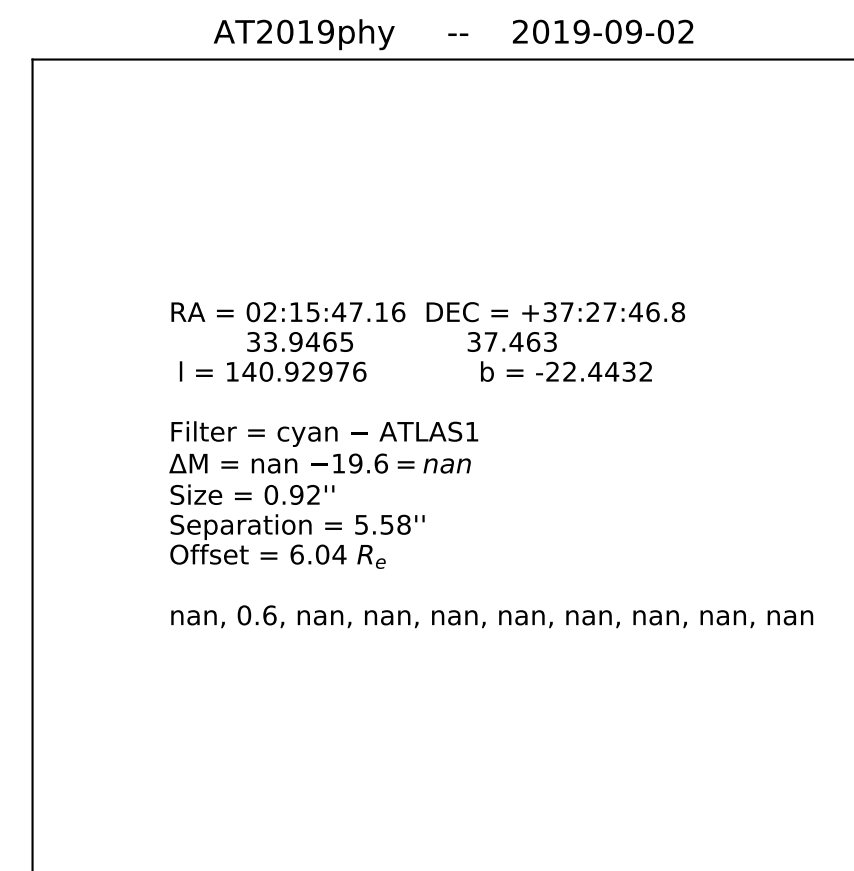 AT2019phy -- 2019-09-02
RA = 02:15:47.16 DEC = +37:27:46.8
33.9465 37.463
l = 140.92976 b = -22.4432
Filter = cyan − ATLAS1
ΔM = nan −19.6 = nan
Size = 0.92''
Separation = 5.58''
Offset = 6.04 Rₑ
nan, 0.6, nan, nan, nan, nan, nan, nan, nan, nan